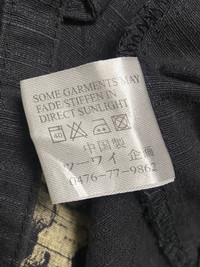 SOME GARMENTS MAY
FADE/STIFFEN IN
DIRECT SUNLIGHT
40
中国製
ツーワイ 企画
0476-77-9862